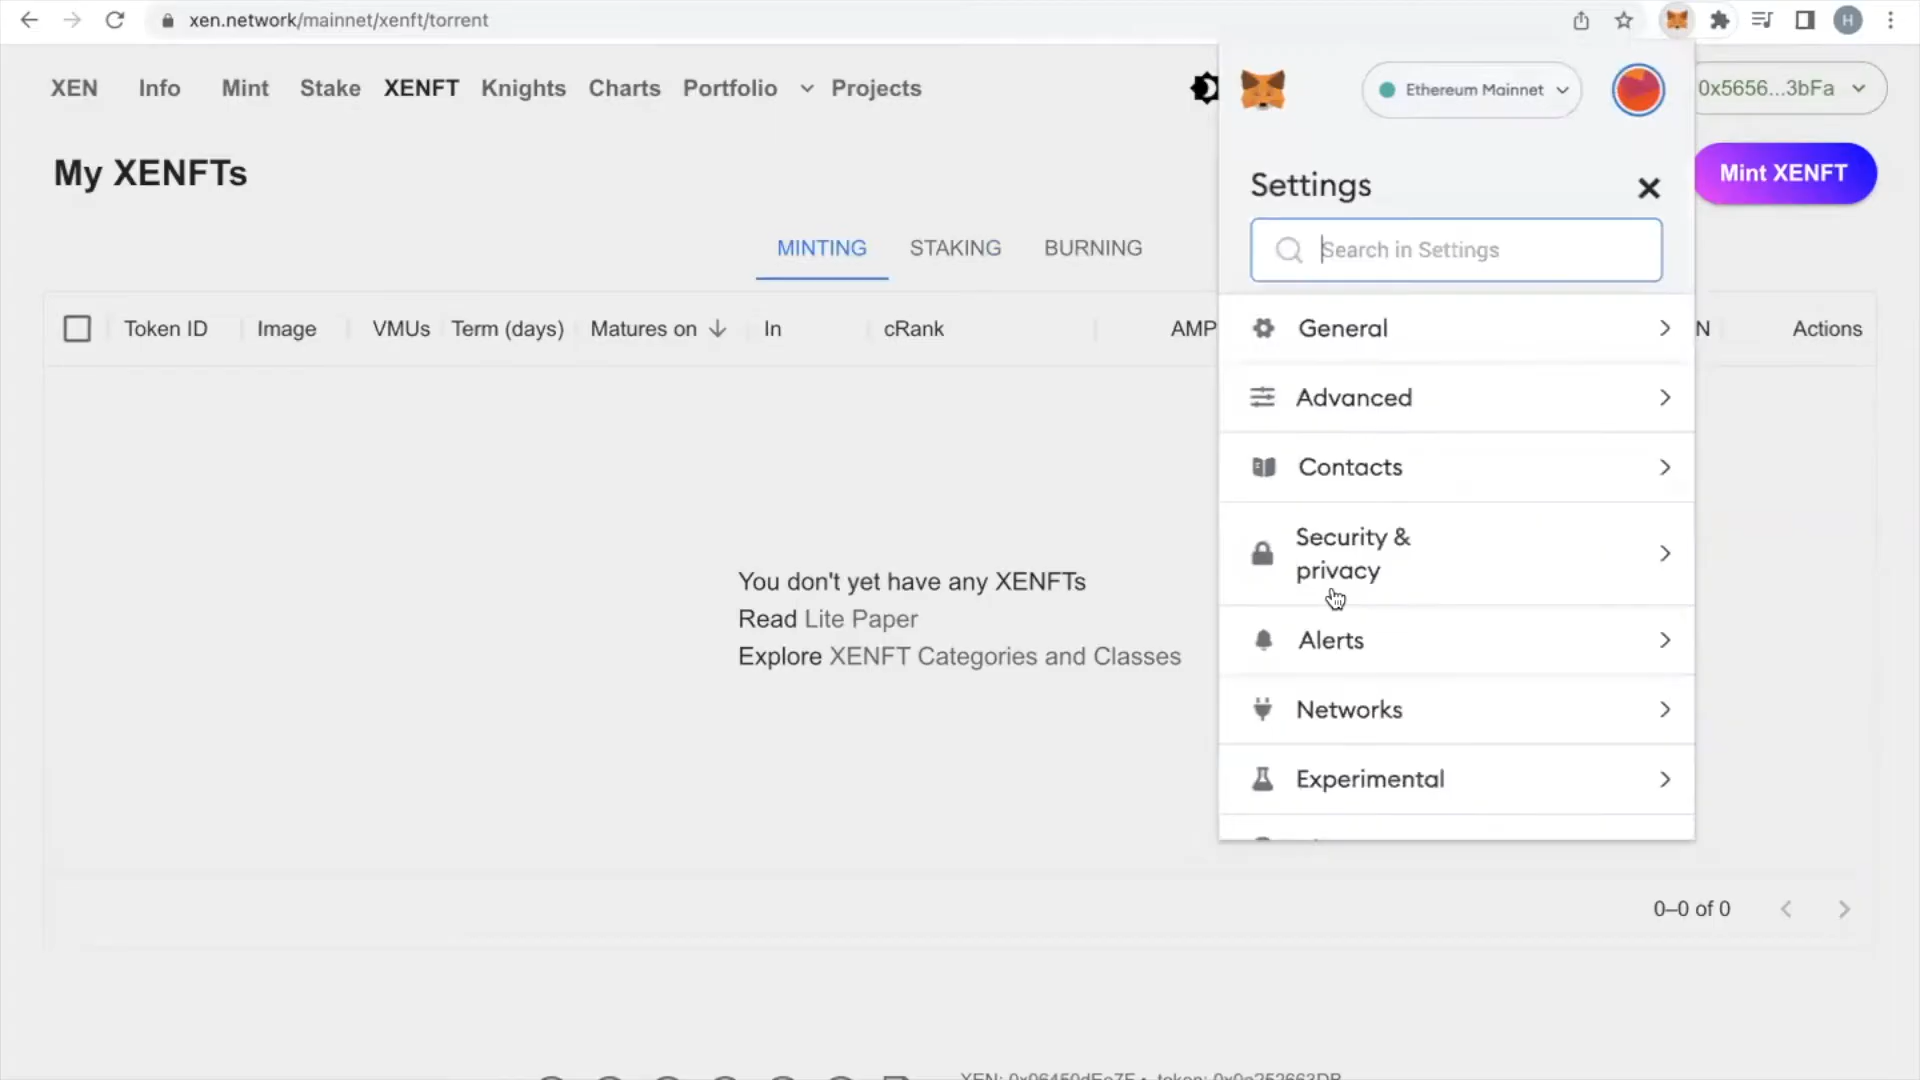 xen.network/mainnet/xenft/torrent
H
XEN Info Mint Stake XENFT Knights Charts Portfolio Projects
Ethereum Mainnet
0x5656...3bFa
My XENFTs
Mint XENFT
Settings
Search in Settings
MINTING STAKING BURNING
Token ID Image VMUs Term (days) Matures on In cRank AMP N Actions
General
Advanced
Contacts
Security &
privacy
Alerts
Networks
Experimental
You don't yet have any XENFTs
Read Lite Paper
Explore XENFT Categories and Classes
0–0 of 0